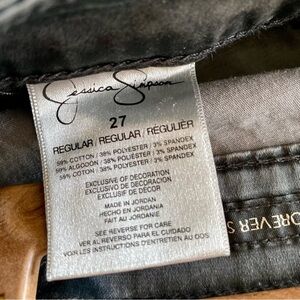 Jessica Simpson
27
REGULAR / REGULAR / RÉGULIER
59% COTTON / 38% POLYESTER / 3% SPANDEX
59% ALGODÓN / 38% POLIÉSTER / 3% SPANDEX
59% COTON / 38% POLYESTER / 3% SPANDEX
EXCLUSIVE OF DECORATION
EXCLUSIVO DE DECORACIÓN
EXCLUSIF DE DÉCOR
MADE IN JORDAN
HECHO EN JORDANIA
FAIT AU JORDANIE
SEE REVERSE FOR CARE
VER AL REVERSO PARA EL CUIDADO
VOIR LES INSTRUCTIONS D'ENTRETIEN AU DOS
OREVER S